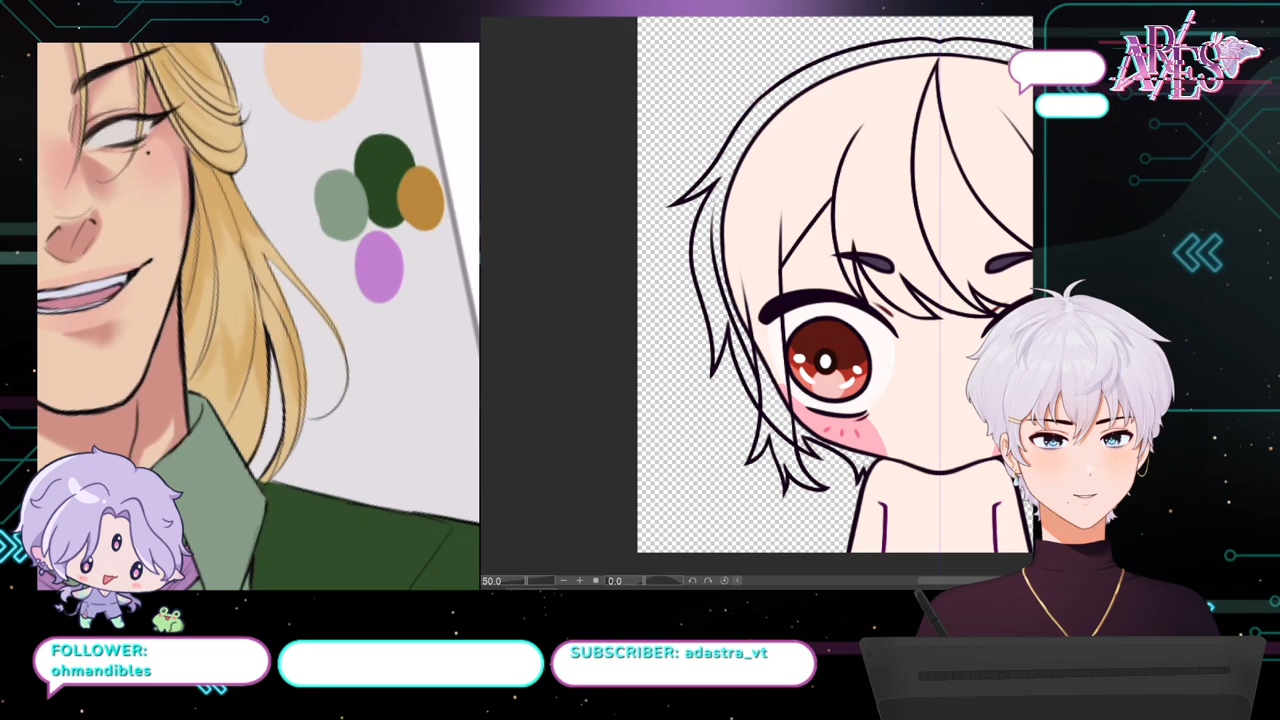 ARES
50.0
0.0
FOLLOWER:
ohmandibles
SUBSCRIBER: adastra_vt